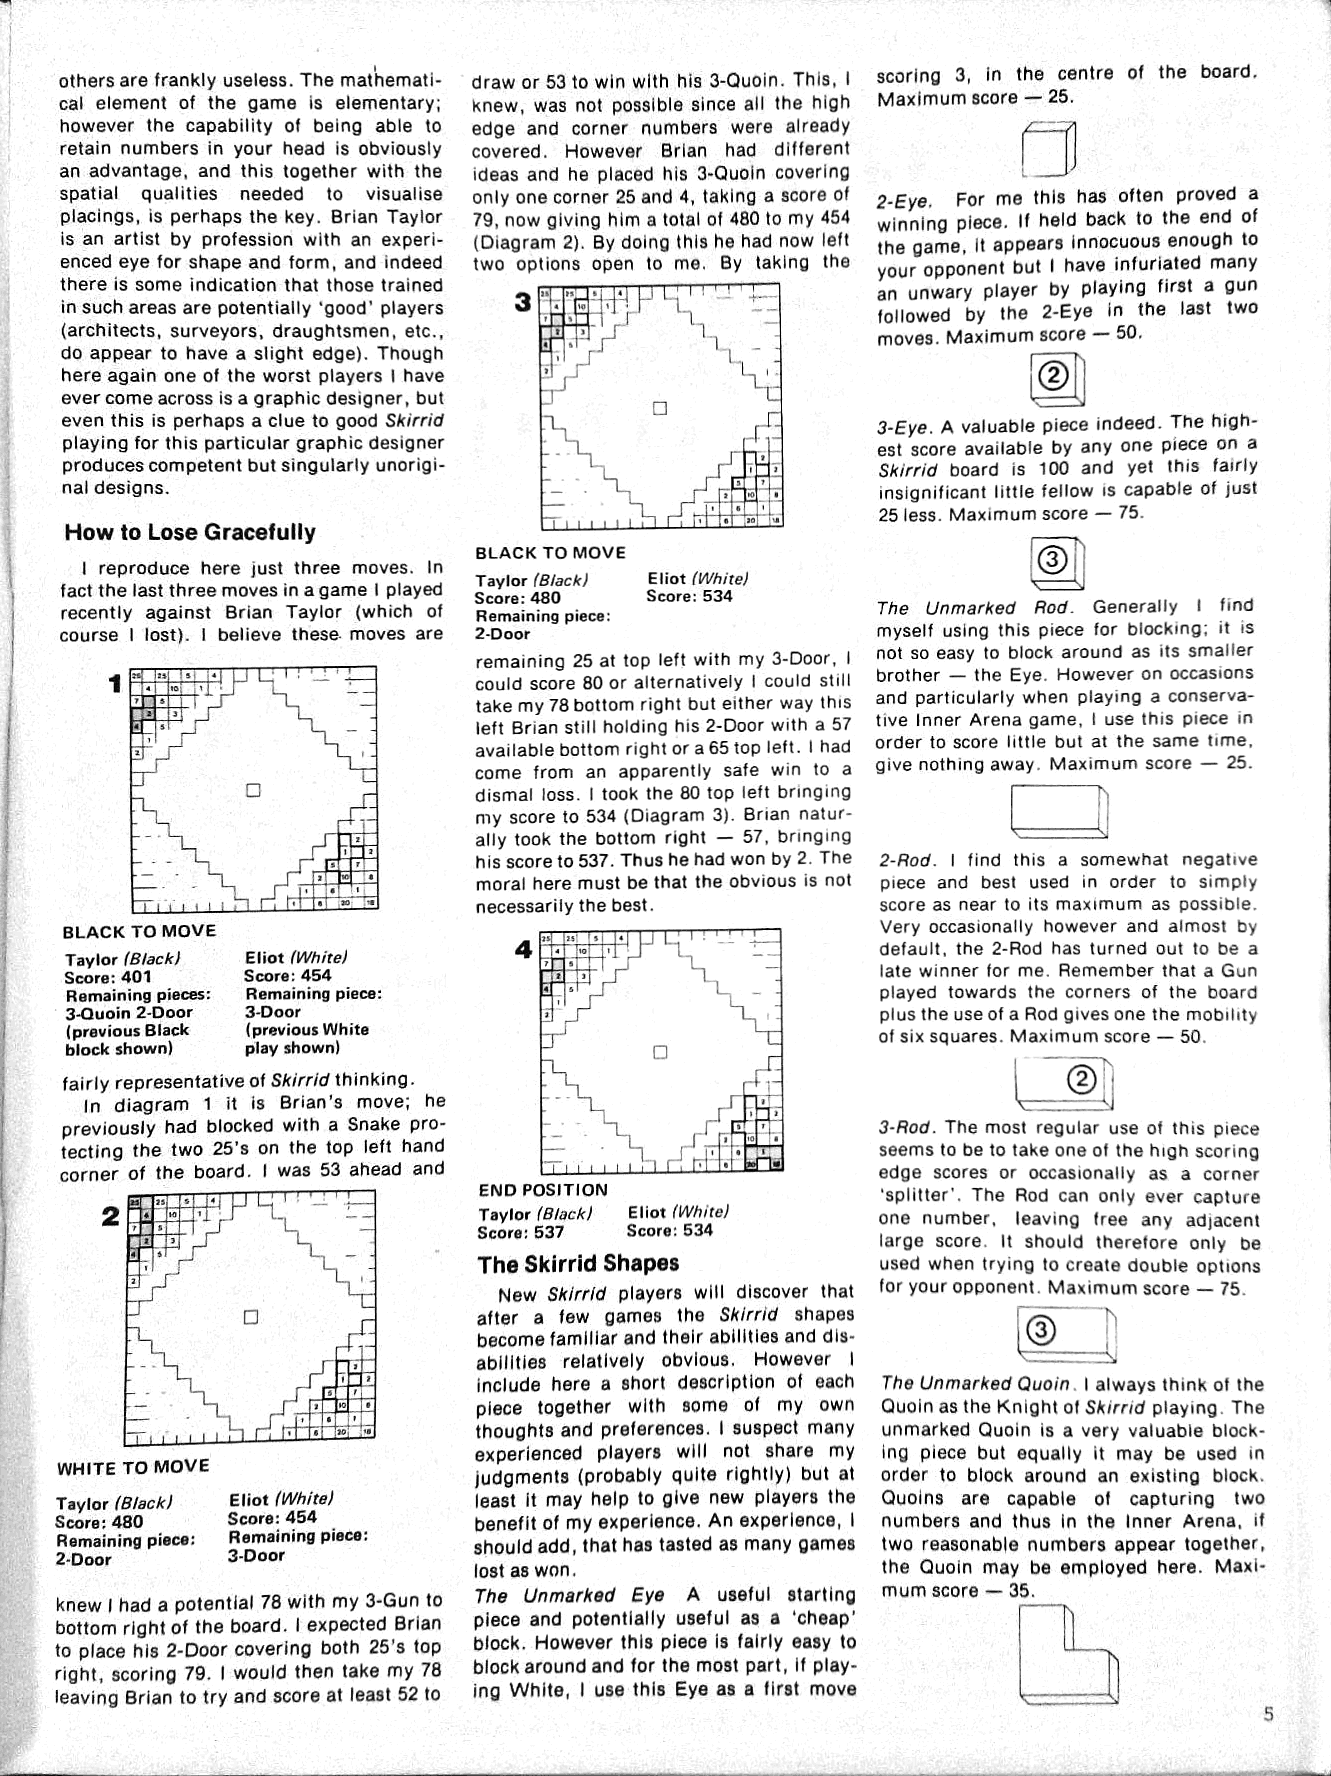 others are frankly useless. The mathemati-
cal element of the game is elementary;
however the capability of being able to
retain numbers in your head is obviously
an advantage, and this together with the
spatial qualities needed to visualise
placings, is perhaps the key. Brian Taylor
is an artist by profession with an experi-
enced eye for shape and form, and indeed
there is some indication that those trained
in such areas are potentially 'good' players
(architects, surveyors, draughtsmen, etc.,
do appear to have a slight edge). Though
here again one of the worst players I have
ever come across is a graphic designer, but
even this is perhaps a clue to good Skirrid
playing for this particular graphic designer
produces competent but singularly unorigi-
nal designs.
How to Lose Gracefully
I reproduce here just three moves. In
fact the last three moves in a game I played
recently against Brian Taylor (which of
course I lost). I believe these moves are
1
BLACK TO MOVE
Taylor (Black) Eliot (White)
Score: 401 Score: 454
Remaining pieces: Remaining piece:
3-Quoin 2-Door 3-Door
(previous Black (previous White
block shown) play shown)
fairly representative of Skirrid thinking.
In diagram 1 it is Brian's move; he
previously had blocked with a Snake pro-
tecting the two 25's on the top left hand
corner of the board. I was 53 ahead and
2
WHITE TO MOVE
Taylor (Black) Eliot (White)
Score: 480 Score: 454
Remaining piece: Remaining piece:
2-Door 3-Door
knew I had a potential 78 with my 3-Gun to
bottom right of the board. I expected Brian
to place his 2-Door covering both 25's top
right, scoring 79. I would then take my 78
leaving Brian to try and score at least 52 to
draw or 53 to win with his 3-Quoin. This, I
knew, was not possible since all the high
edge and corner numbers were already
covered. However Brian had different
ideas and he placed his 3-Quoin covering
only one corner 25 and 4, taking a score of
79, now giving him a total of 480 to my 454
(Diagram 2). By doing this he had now left
two options open to me. By taking the
3
BLACK TO MOVE
Taylor (Black) Eliot (White)
Score: 480 Score: 534
Remaining piece:
2-Door
remaining 25 at top left with my 3-Door, I
could score 80 or alternatively I could still
take my 78 bottom right but either way this
left Brian still holding his 2-Door with a 57
available bottom right or a 65 top left. I had
come from an apparently safe win to a
dismal loss. I took the 80 top left bringing
my score to 534 (Diagram 3). Brian natur-
ally took the bottom right — 57, bringing
his score to 537. Thus he had won by 2. The
moral here must be that the obvious is not
necessarily the best.
4
END POSITION
Taylor (Black) Eliot (White)
Score: 537 Score: 534
The Skirrid Shapes
New Skirrid players will discover that
after a few games the Skirrid shapes
become familiar and their abilities and dis-
abilities relatively obvious. However I
include here a short description of each
piece together with some of my own
thoughts and preferences. I suspect many
experienced players will not share my
judgments (probably quite rightly) but at
least it may help to give new players the
benefit of my experience. An experience, I
should add, that has tasted as many games
lost as won.
The Unmarked Eye A useful starting
piece and potentially useful as a 'cheap'
block. However this piece is fairly easy to
block around and for the most part, if play-
ing White, I use this Eye as a first move
scoring 3, in the centre of the board.
Maximum score — 25.
2-Eye. For me this has often proved a
winning piece. If held back to the end of
the game, it appears innocuous enough to
your opponent but I have infuriated many
an unwary player by playing first a gun
followed by the 2-Eye in the last two
moves. Maximum score — 50.
2
3-Eye. A valuable piece indeed. The high-
est score available by any one piece on a
Skirrid board is 100 and yet this fairly
insignificant little fellow is capable of just
25 less. Maximum score — 75.
3
The Unmarked Rod. Generally I find
myself using this piece for blocking; it is
not so easy to block around as its smaller
brother — the Eye. However on occasions
and particularly when playing a conserva-
tive Inner Arena game, I use this piece in
order to score little but at the same time,
give nothing away. Maximum score — 25.
2-Rod. I find this a somewhat negative
piece and best used in order to simply
score as near to its maximum as possible.
Very occasionally however and almost by
default, the 2-Rod has turned out to be a
late winner for me. Remember that a Gun
played towards the corners of the board
plus the use of a Rod gives one the mobility
of six squares. Maximum score — 50.
2
3-Rod. The most regular use of this piece
seems to be to take one of the high scoring
edge scores or occasionally as a corner
'splitter'. The Rod can only ever capture
one number, leaving free any adjacent
large score. It should therefore only be
used when trying to create double options
for your opponent. Maximum score — 75.
3
The Unmarked Quoin. I always think of the
Quoin as the Knight of Skirrid playing. The
unmarked Quoin is a very valuable block-
ing piece but equally it may be used in
order to block around an existing block.
Quoins are capable of capturing two
numbers and thus in the Inner Arena, if
two reasonable numbers appear together,
the Quoin may be employed here. Maxi-
mum score — 35.
5